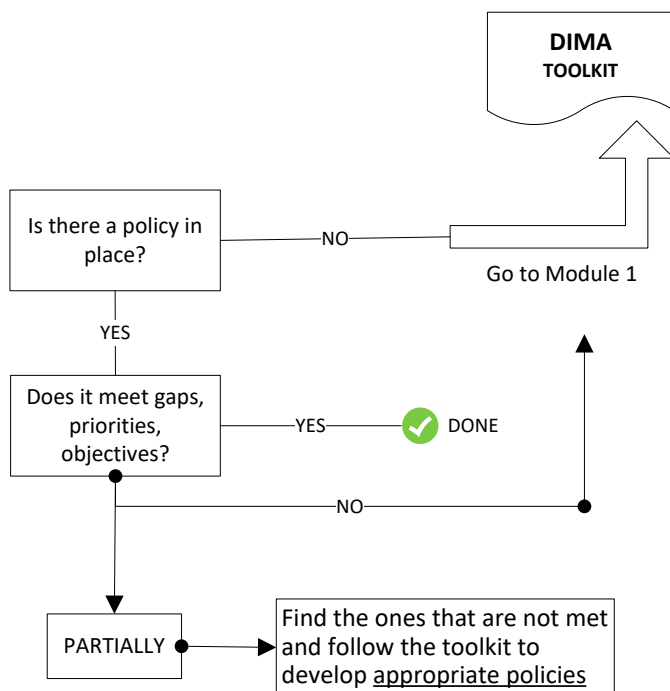 DIMA
TOOLKIT
Is there a policy in
place?
NO
Go to Module 1
YES
Does it meet gaps,
priorities,
objectives?
YES
DONE
NO
PARTIALLY
Find the ones that are not met
and follow the toolkit to
develop appropriate policies